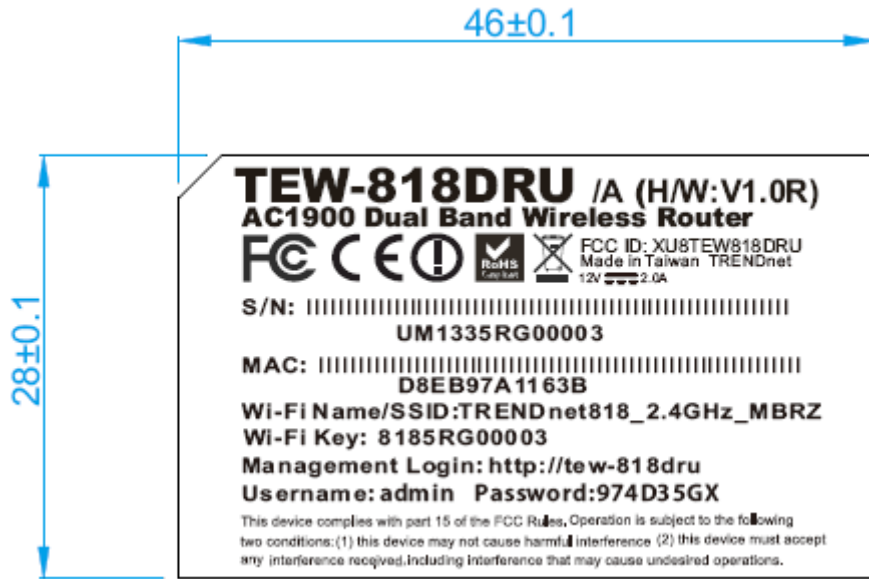 46±0.1
28±0.1
TEW-818DRU /A (H/W:V1.0R)
AC1900 Dual Band Wireless Router
FC CE RoHS
FCC ID: XU8TEW818DRU
Made in Taiwan TRENDnet
12V 2.0A
S/N:
UM1335RG00003
MAC:
D8EB97A1163B
Wi-Fi Name/SSID:TRENDnet818_2.4GHz_MBRZ
Wi-Fi Key: 8185RG00003
Management Login: http://tew-818dru
Username: admin Password:974D35GX
This device complies with part 15 of the FCC Rules. Operation is subject to the following
two conditions:(1) this device may not cause harmful interference (2) this device must accept
any interference received,including interference that may cause undesired operations.